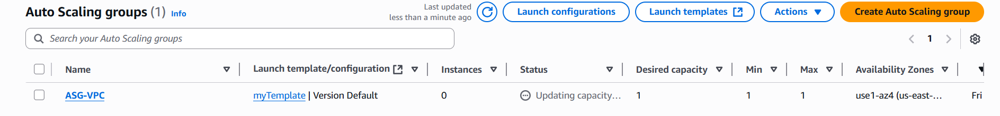 Auto Scaling groups (1) Info
Last updated
less than a minute ago
Launch configurations
Launch templates
Actions
Create Auto Scaling group
Search your Auto Scaling groups
1
Name Launch template/configuration Instances Status Desired capacity Min Max Availability Zones
ASG-VPC myTemplate | Version Default 0 Updating capacity... 1 1 1 use1-az4 (us-east-... Fri